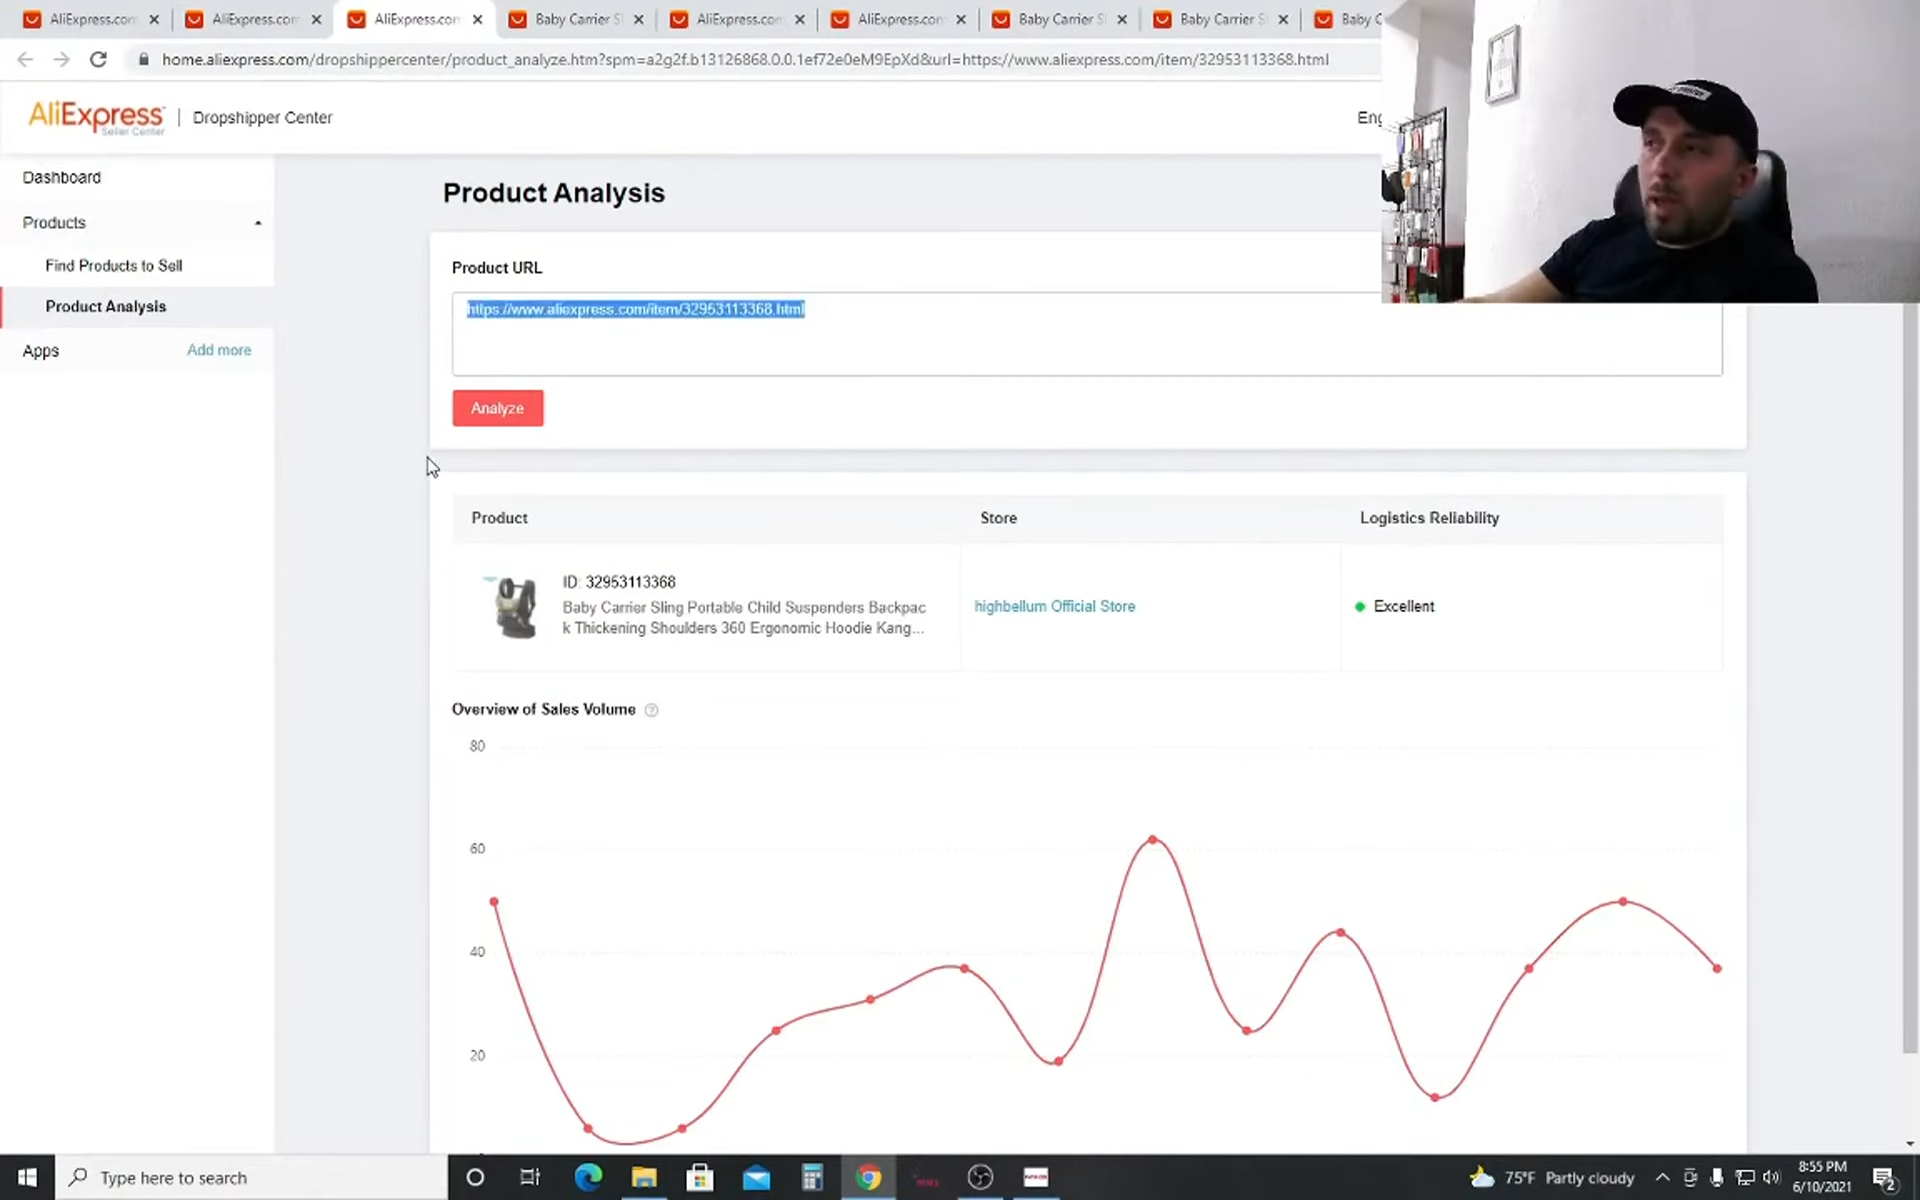 AliExpress.com
AliExpress.com
AliExpress.com
Baby Carrier S
AliExpress.com
AliExpress.com
Baby Carrier S
Baby Carrier S
Baby C
home.aliexpress.com/dropshippercenter/product_analyze.htm?spm=a2g2f.b13126868.0.0.1ef72e0eM9EpXd&url=https://www.aliexpress.com/item/32953113368.html
AliExpress
Seller Center
Dropshipper Center
Eng
Dashboard
Products
Find Products to Sell
Product Analysis
Apps
Add more
Product Analysis
Product URL
https://www.aliexpress.com/item/32953113368.html
Analyze
Product
Store
Logistics Reliability
ID: 32953113368
Baby Carrier Sling Portable Child Suspenders Backpac
k Thickening Shoulders 360 Ergonomic Hoodie Kang...
highbellum Official Store
Excellent
Overview of Sales Volume
80
60
40
20
Type here to search
75°F Partly cloudy
8:55 PM
6/10/2021
2